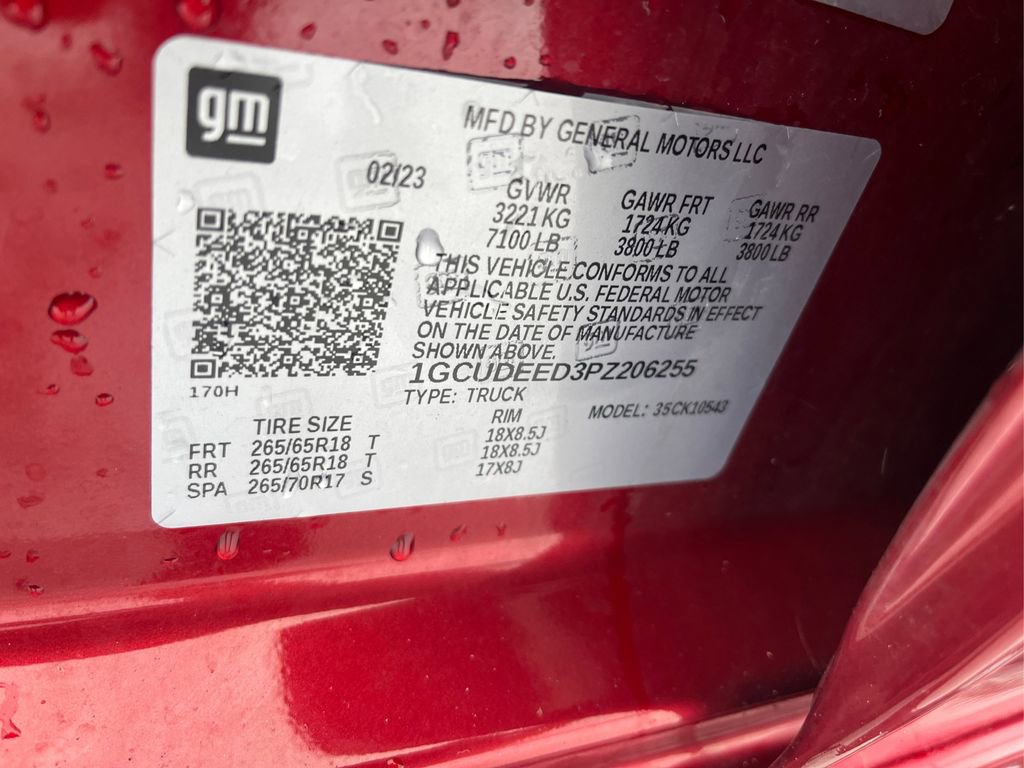 gm
MFD BY GENERAL MOTORS LLC
02/23
GVWR GAWR FRT GAWR RR
3221 KG 1724 KG 1724 KG
7100 LB 3800 LB 3800 LB
THIS VEHICLE CONFORMS TO ALL
APPLICABLE U.S. FEDERAL MOTOR
VEHICLE SAFETY STANDARDS IN EFFECT
ON THE DATE OF MANUFACTURE
SHOWN ABOVE.
1GCUDEED3PZ206255
170H
TYPE: TRUCK MODEL: 35CK10543
TIRE SIZE RIM
FRT 265/65R18 T 18X8.5J
RR 265/65R18 T 18X8.5J
SPA 265/70R17 S 17X8J